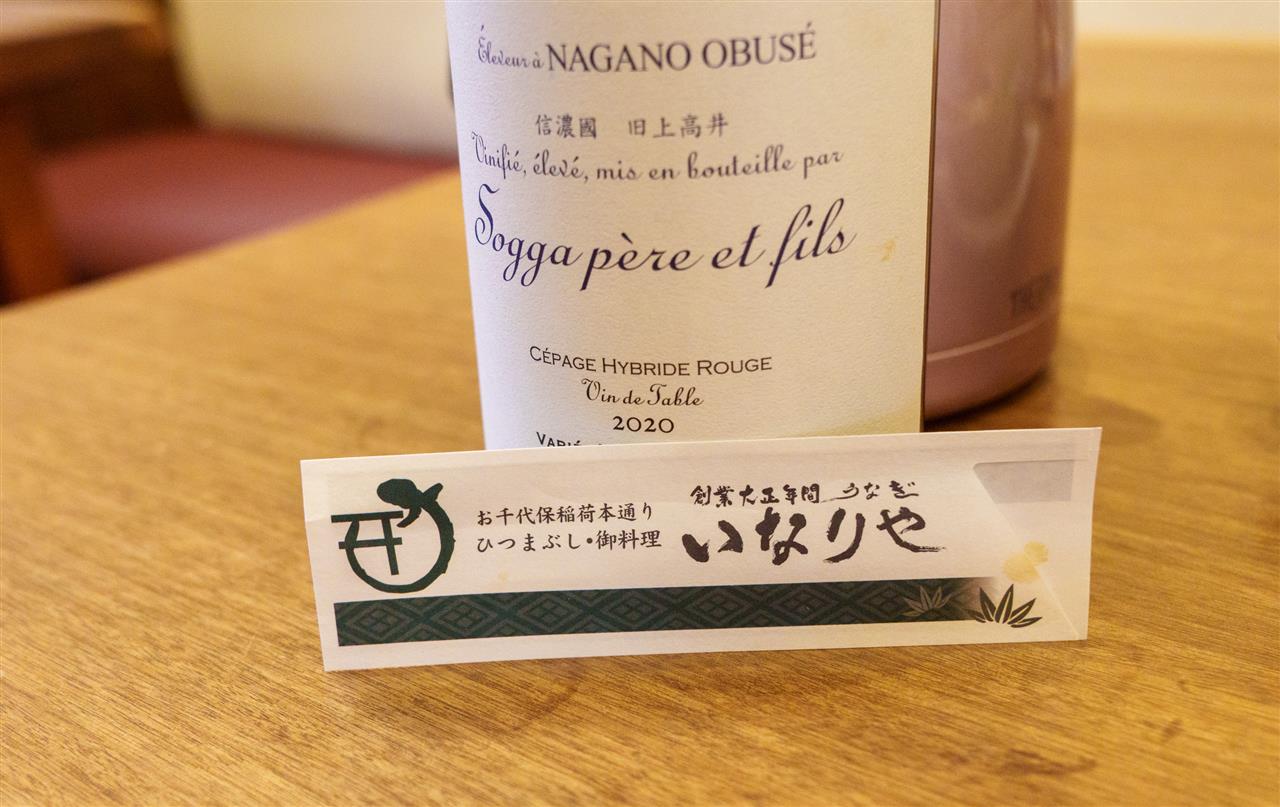 Éleveur à NAGANO OBUSÉ
信濃國 旧上高井
Vinifié, élevé, mis en bouteille par
Sogga père et fils
CÉPAGE HYBRIDE ROUGE
Vin de Table
2020
お千代保稲荷本通り
ひつまぶし・御料理
創業大正年間 うなぎ
いなりや